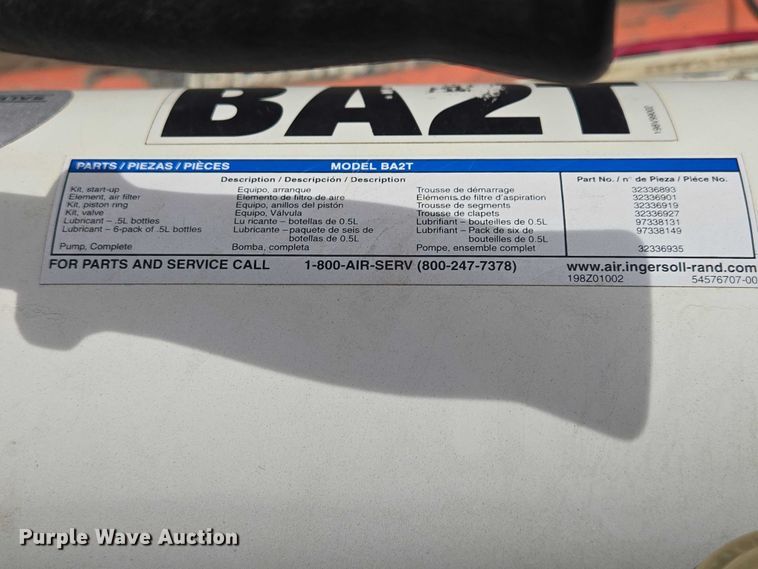 BA2T
198V99002
PARTS / PIEZAS / PIÈCES MODEL BA2T
Description / Descripción / Description Part No. / n° de Pieza / Pièce No.
Kit, start-up Equipo, arranque Trousse de démarrage 32336893
Element, air filter Elemento de filtro de aire Éléments de filtre d'aspiration 32336901
Kit, piston ring Equipo, anillos del pistón Trousse de segments 32336919
Kit, valve Equipo, Válvula Trousse de clapets 32336927
Lubricant – .5L bottles Lu ricante – botellas de 0.5L Lubrifiant – bouteilles de 0.5L 97338131
Lubricant – 6-pack of .5L bottles Lubricante – paquete de seis de Lubrifiant – Pack de six de 97338149
botellas de 0.5L bouteilles de 0.5L
Pump, Complete Bomba, completa Pompe, ensemble complet 32336935
FOR PARTS AND SERVICE CALL 1-800-AIR-SERV (800-247-7378) www.air.ingersoll-rand.com
198Z01002 54576707-00
Purple Wave Auction